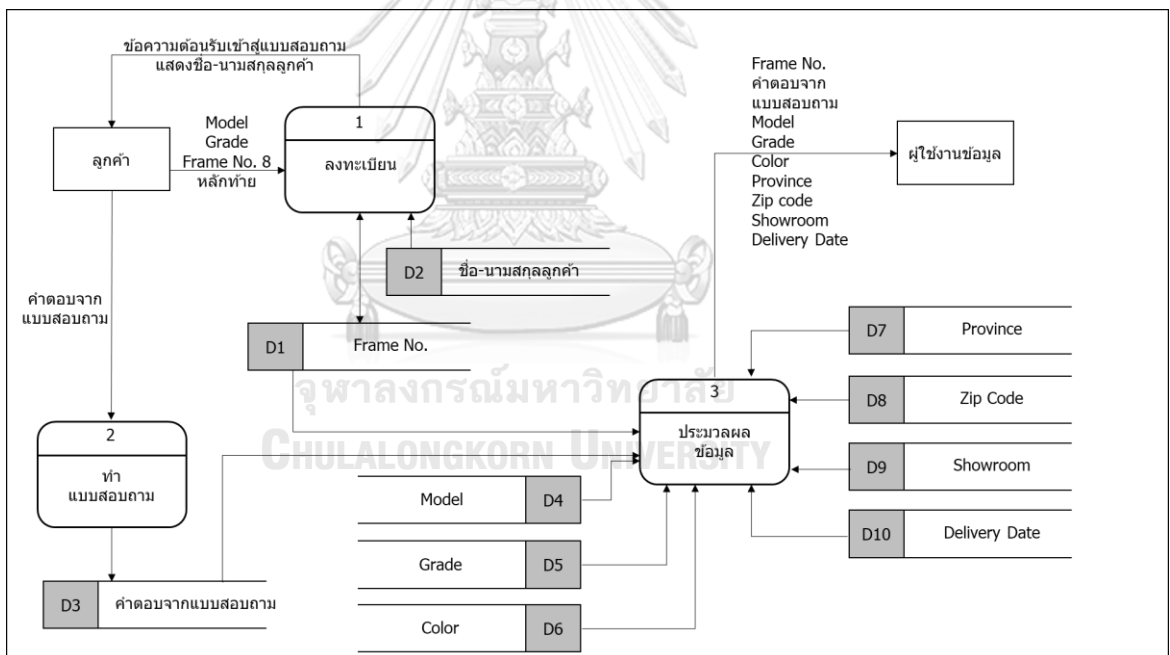 ข้อความต้อนรับเข้าสู่แบบสอบถาม
แสดงชื่อ-นามสกุลลูกค้า
ลูกค้า
Model
Grade
Frame No. 8
หลักท้าย
1
ลงทะเบียน
Frame No.
คำตอบจาก
แบบสอบถาม
Model
Grade
Color
Province
Zip code
Showroom
Delivery Date
ผู้ใช้งานข้อมูล
D2
ชื่อ-นามสกุลลูกค้า
คำตอบจาก
แบบสอบถาม
D1
Frame No.
D7
Province
จุฬาลงกรณ์มหาวิทยาลัย
CHULALONGKORN UNIVERSITY
3
ประมวลผล
ข้อมูล
D8
Zip Code
2
ทำ
แบบสอบถาม
D9
Showroom
Model
D4
D10
Delivery Date
Grade
D5
D3
คำตอบจากแบบสอบถาม
Color
D6